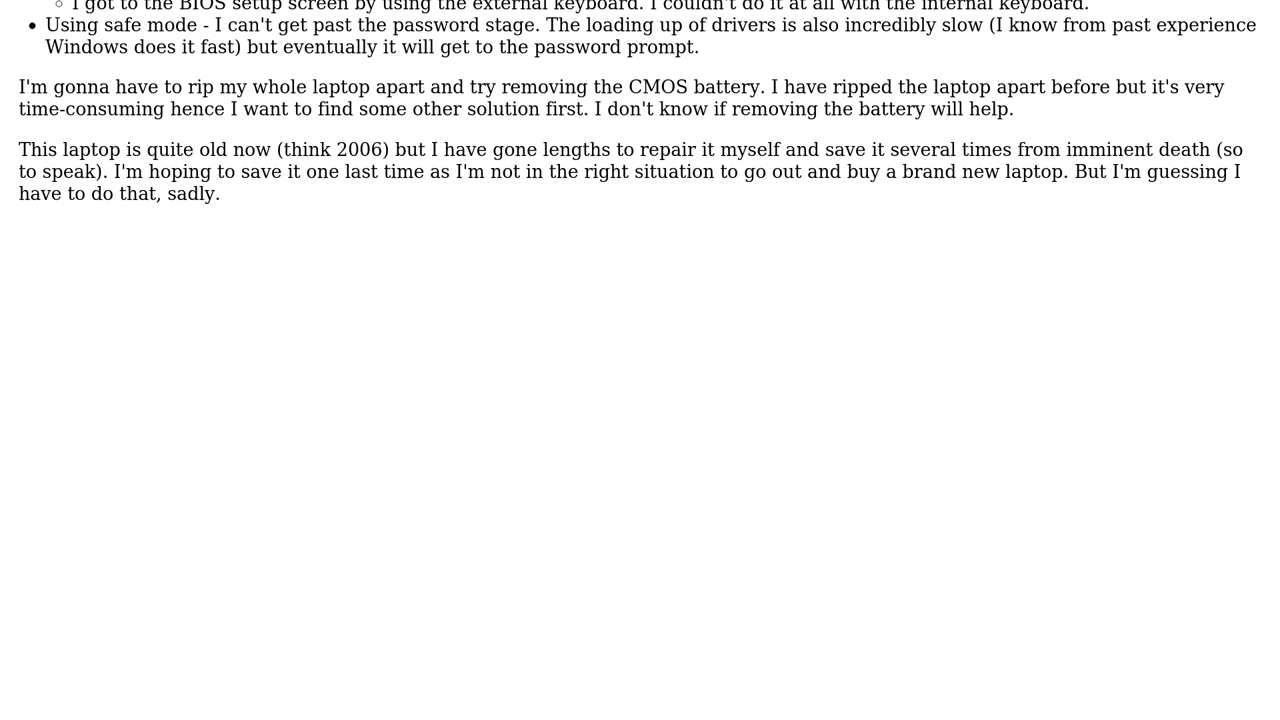 I got to the BIOS setup screen by using the external keyboard. I couldn't do it at all with the internal keyboard.
Using safe mode - I can't get past the password stage. The loading up of drivers is also incredibly slow (I know from past experience
Windows does it fast) but eventually it will get to the password prompt.
I'm gonna have to rip my whole laptop apart and try removing the CMOS battery. I have ripped the laptop apart before but it's very
time-consuming hence I want to find some other solution first. I don't know if removing the battery will help.
This laptop is quite old now (think 2006) but I have gone lengths to repair it myself and save it several times from imminent death (so
to speak). I'm hoping to save it one last time as I'm not in the right situation to go out and buy a brand new laptop. But I'm guessing I
have to do that, sadly.